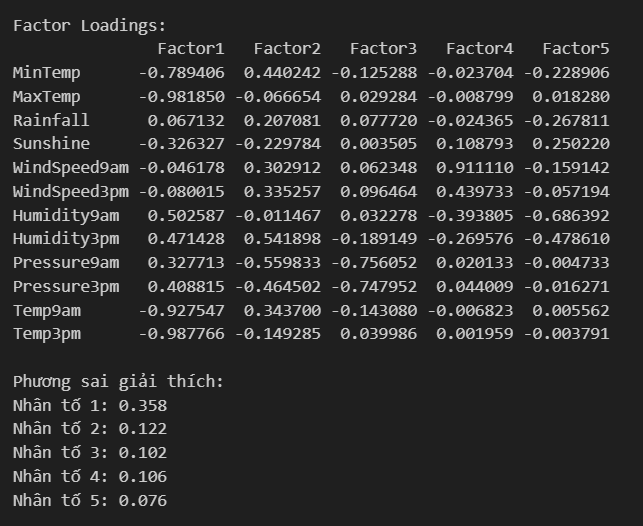 Factor Loadings:
Factor1 Factor2 Factor3 Factor4 Factor5
MinTemp -0.789406 0.440242 -0.125288 -0.023704 -0.228906
MaxTemp -0.981850 -0.066654 0.029284 -0.008799 0.018280
Rainfall 0.067132 0.207081 0.077720 -0.024365 -0.267811
Sunshine -0.326327 -0.229784 0.003505 0.108793 0.250220
WindSpeed9am -0.046178 0.302912 0.062348 0.911110 -0.159142
WindSpeed3pm -0.080015 0.335257 0.096464 0.439733 -0.057194
Humidity9am 0.502587 -0.011467 0.032278 -0.393805 -0.686392
Humidity3pm 0.471428 0.541898 -0.189149 -0.269576 -0.478610
Pressure9am 0.327713 -0.559833 -0.756052 0.020133 -0.004733
Pressure3pm 0.408815 -0.464502 -0.747952 0.044009 -0.016271
Temp9am -0.927547 0.343700 -0.143080 -0.006823 0.005562
Temp3pm -0.987766 -0.149285 0.039986 0.001959 -0.003791
Phương sai giải thích:
Nhân tố 1: 0.358
Nhân tố 2: 0.122
Nhân tố 3: 0.102
Nhân tố 4: 0.106
Nhân tố 5: 0.076